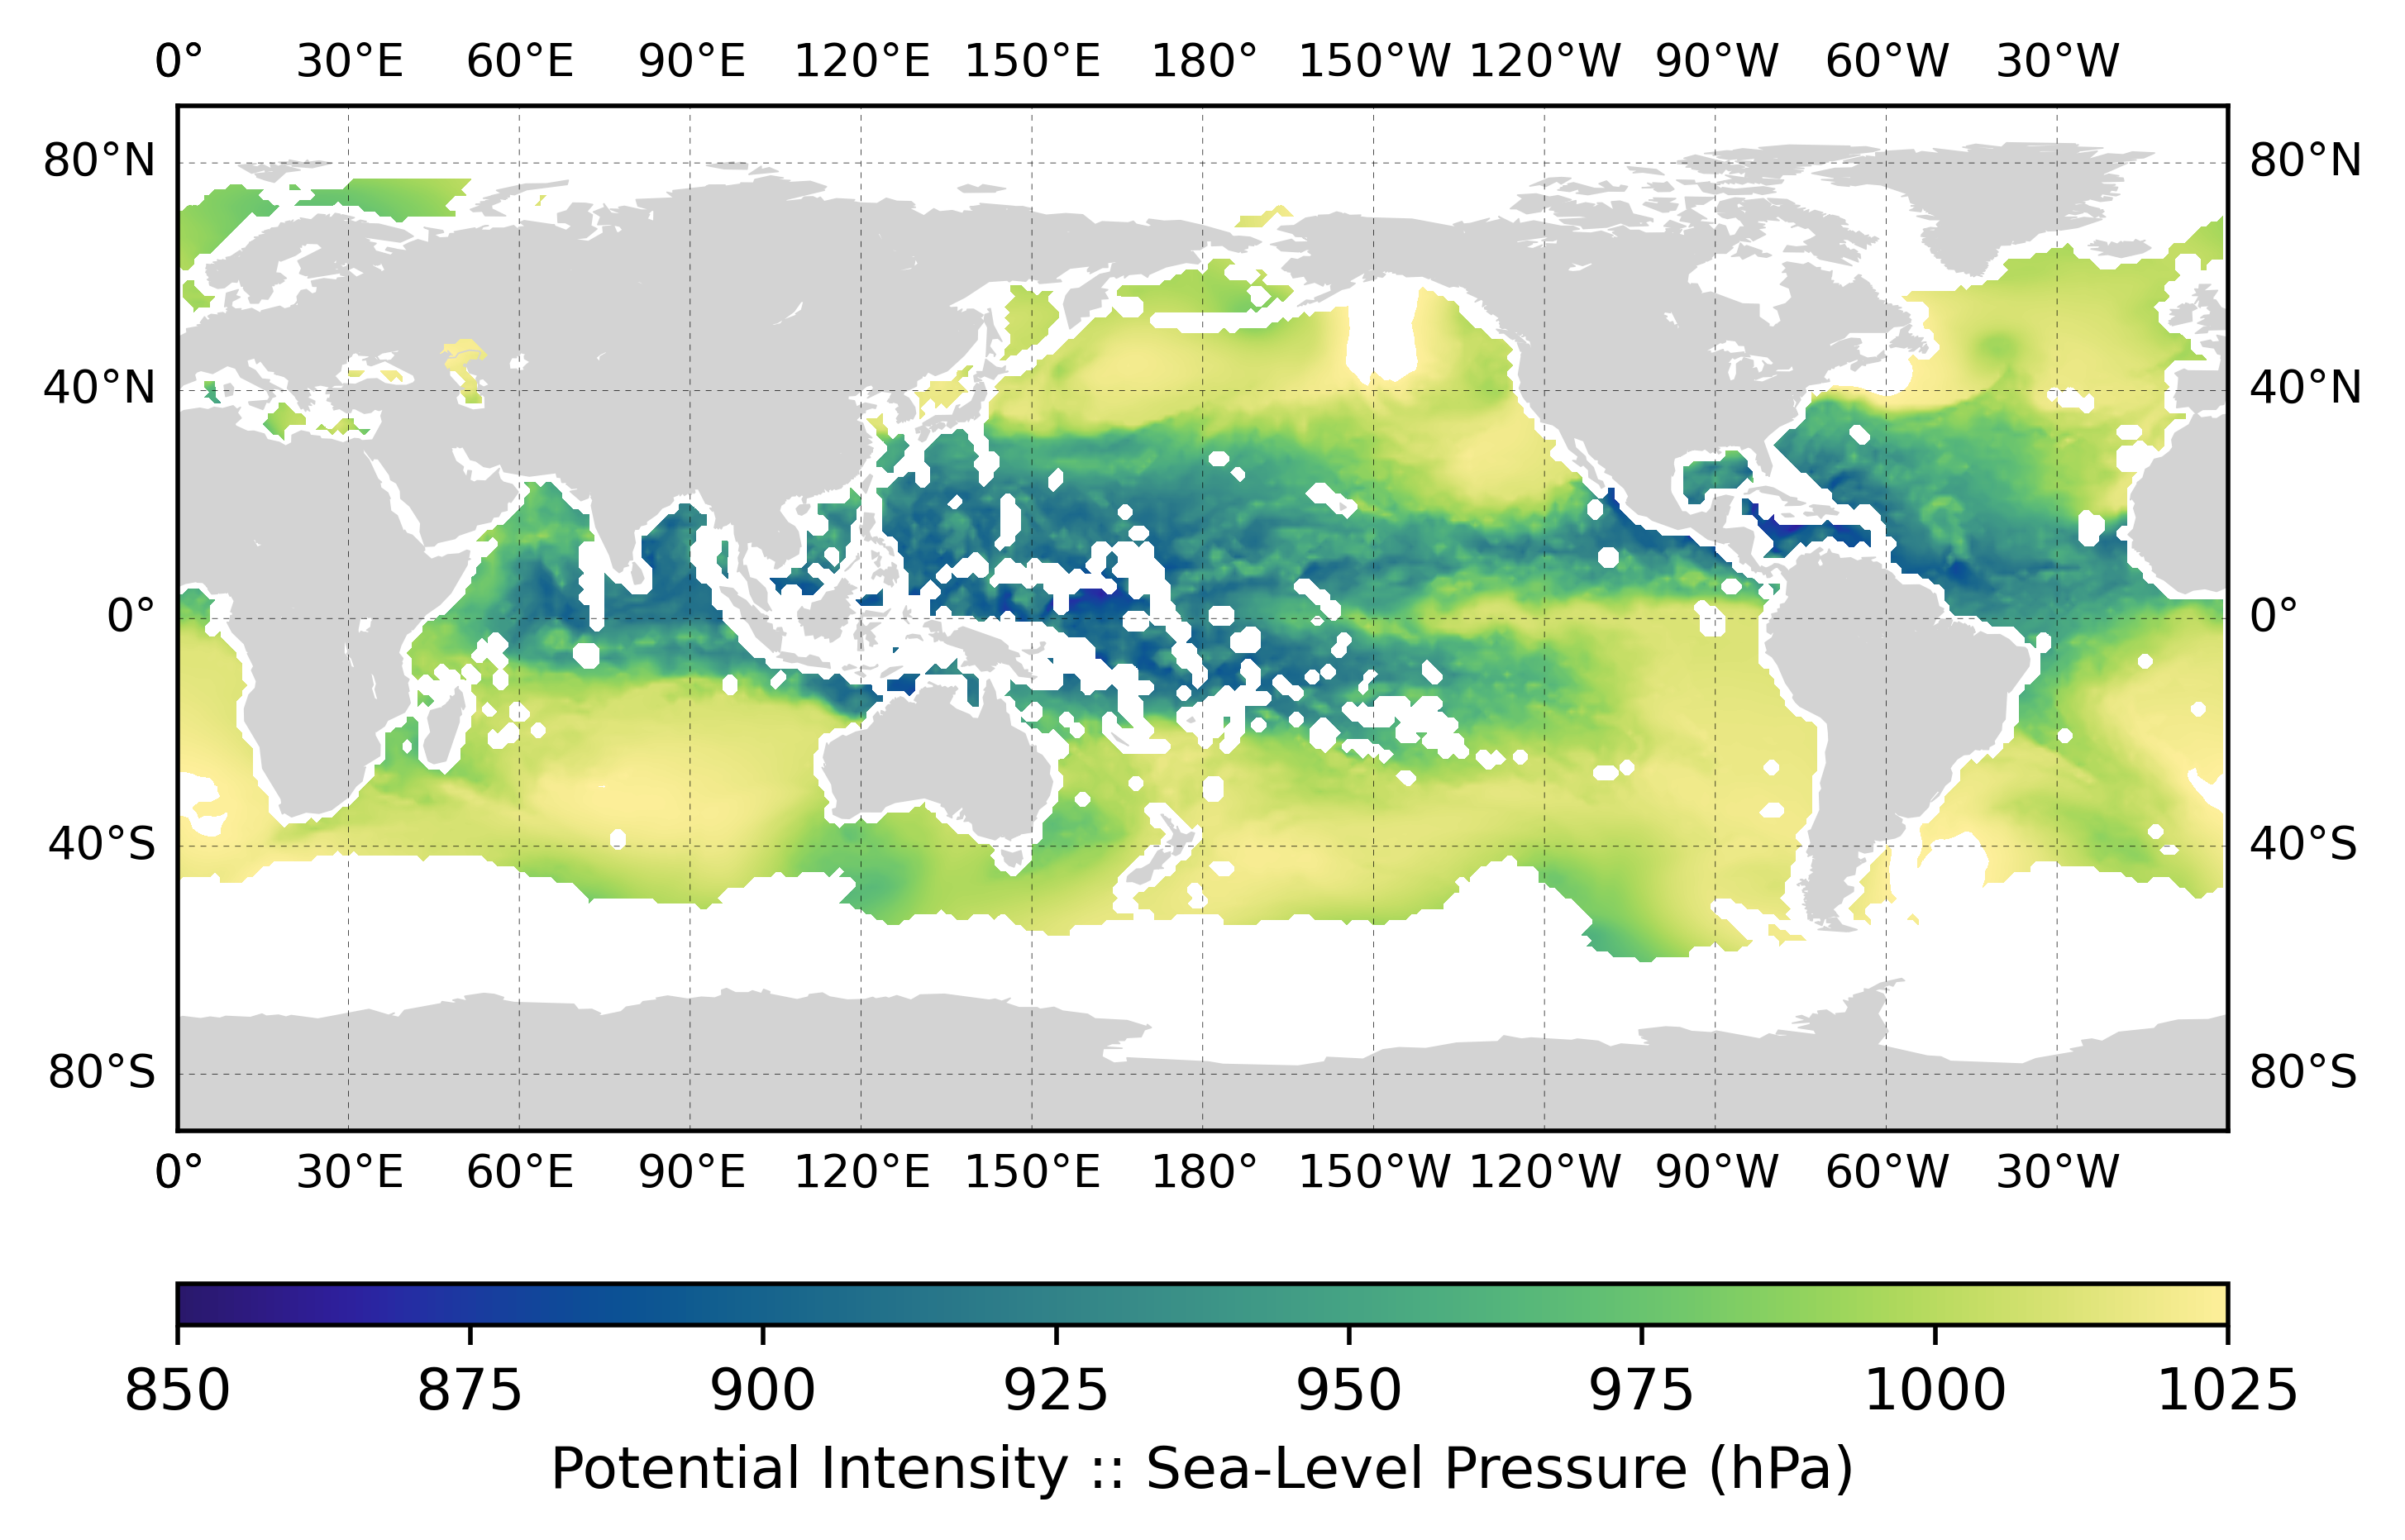 0° 30°E 60°E 90°E 120°E 150°E 180° 150°W 120°W 90°W 60°W 30°W
80°N 80°N
40°N 40°N
0° 0°
40°S 40°S
80°S 80°S
0° 30°E 60°E 90°E 120°E 150°E 180° 150°W 120°W 90°W 60°W 30°W
850 875 900 925 950 975 1000 1025
Potential Intensity :: Sea-Level Pressure (hPa)